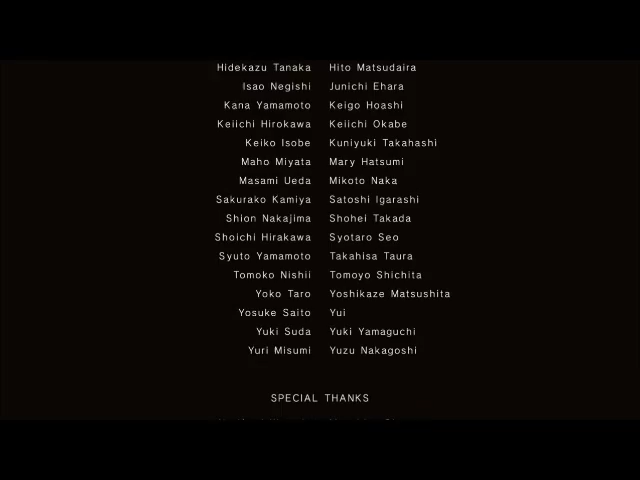 Hidekazu Tanaka Hito Matsudaira
Isao Negishi Junichi Ehara
Kana Yamamoto Keigo Hoashi
Keiichi Hirokawa Keiichi Okabe
Keiko Isobe Kuniyuki Takahashi
Maho Miyata Mary Hatsumi
Masami Ueda Mikoto Naka
Sakurako Kamiya Satoshi Igarashi
Shion Nakajima Shohei Takada
Shoichi Hirakawa Syotaro Seo
Syuto Yamamoto Takahisa Taura
Tomoko Nishii Tomoyo Shichita
Yoko Taro Yoshikaze Matsushita
Yosuke Saito Yui
Yuki Suda Yuki Yamaguchi
Yuri Misumi Yuzu Nakagoshi
SPECIAL THANKS